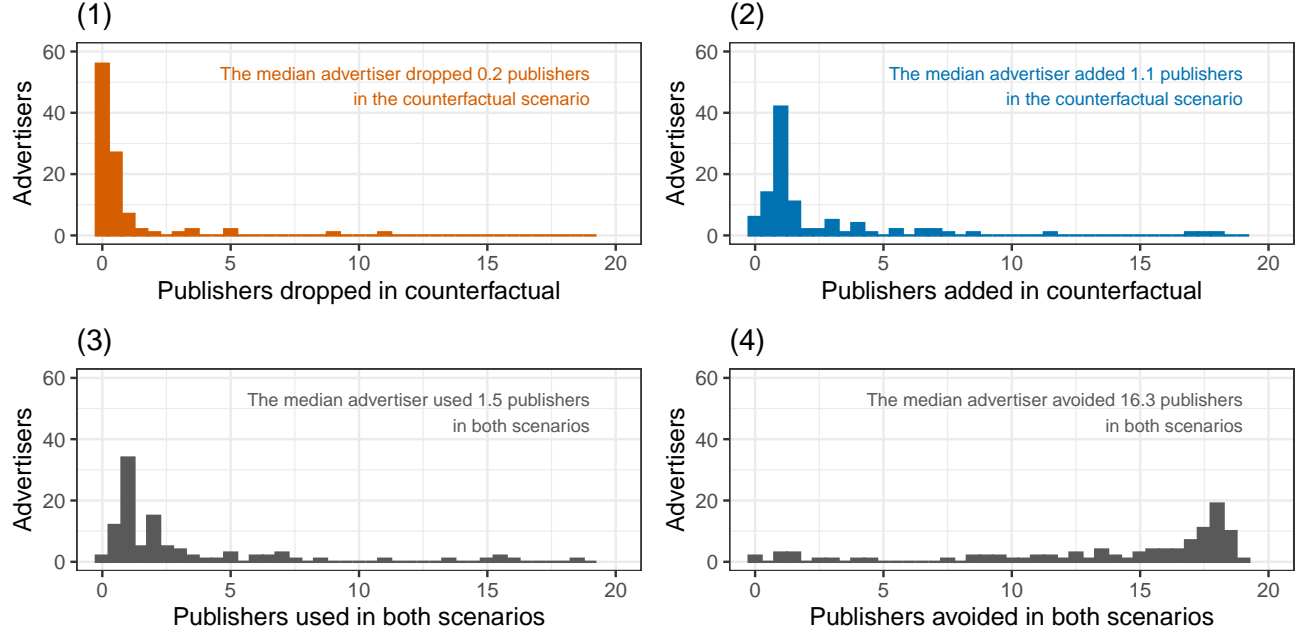 (1)
The median advertiser dropped 0.2 publishers
in the counterfactual scenario
Advertisers
60
40
20
0
0 5 10 15 20
Publishers dropped in counterfactual
(2)
The median advertiser added 1.1 publishers
in the counterfactual scenario
Advertisers
60
40
20
0
0 5 10 15 20
Publishers added in counterfactual
(3)
The median advertiser used 1.5 publishers
in both scenarios
Advertisers
60
40
20
0
0 5 10 15 20
Publishers used in both scenarios
(4)
The median advertiser avoided 16.3 publishers
in both scenarios
Advertisers
60
40
20
0
0 5 10 15 20
Publishers avoided in both scenarios